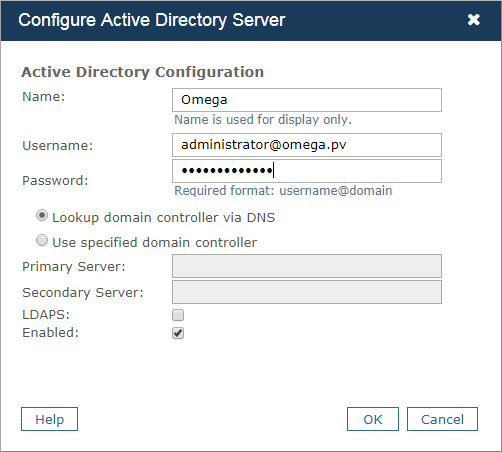 Configure Active Directory Server
Active Directory Configuration
Name:
Omega
Name is used for display only.
Username:
administrator@omega.pv
Password:
•••••••••••••
Required format: username@domain
Lookup domain controller via DNS
Use specified domain controller
Primary Server:
Secondary Server:
LDAPS:
Enabled:
Help
OK
Cancel